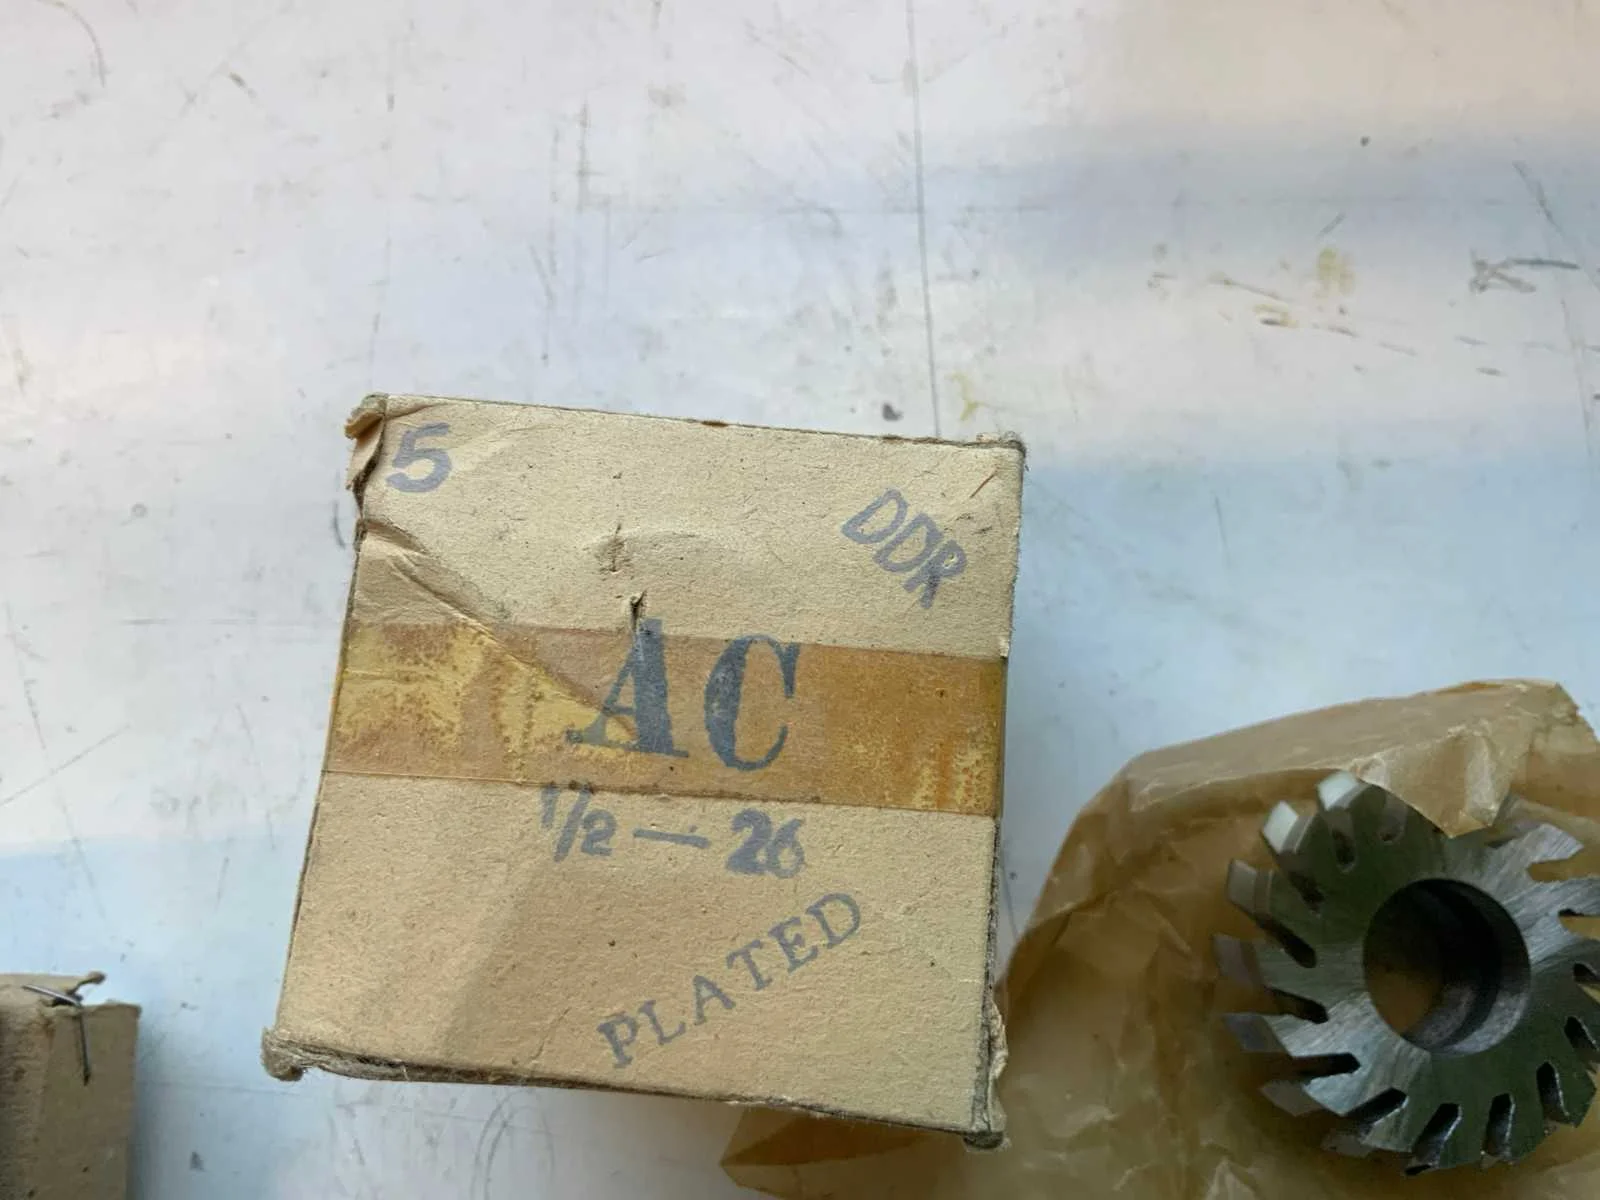 5
DDR
AC
1/2 — 26
PLATED